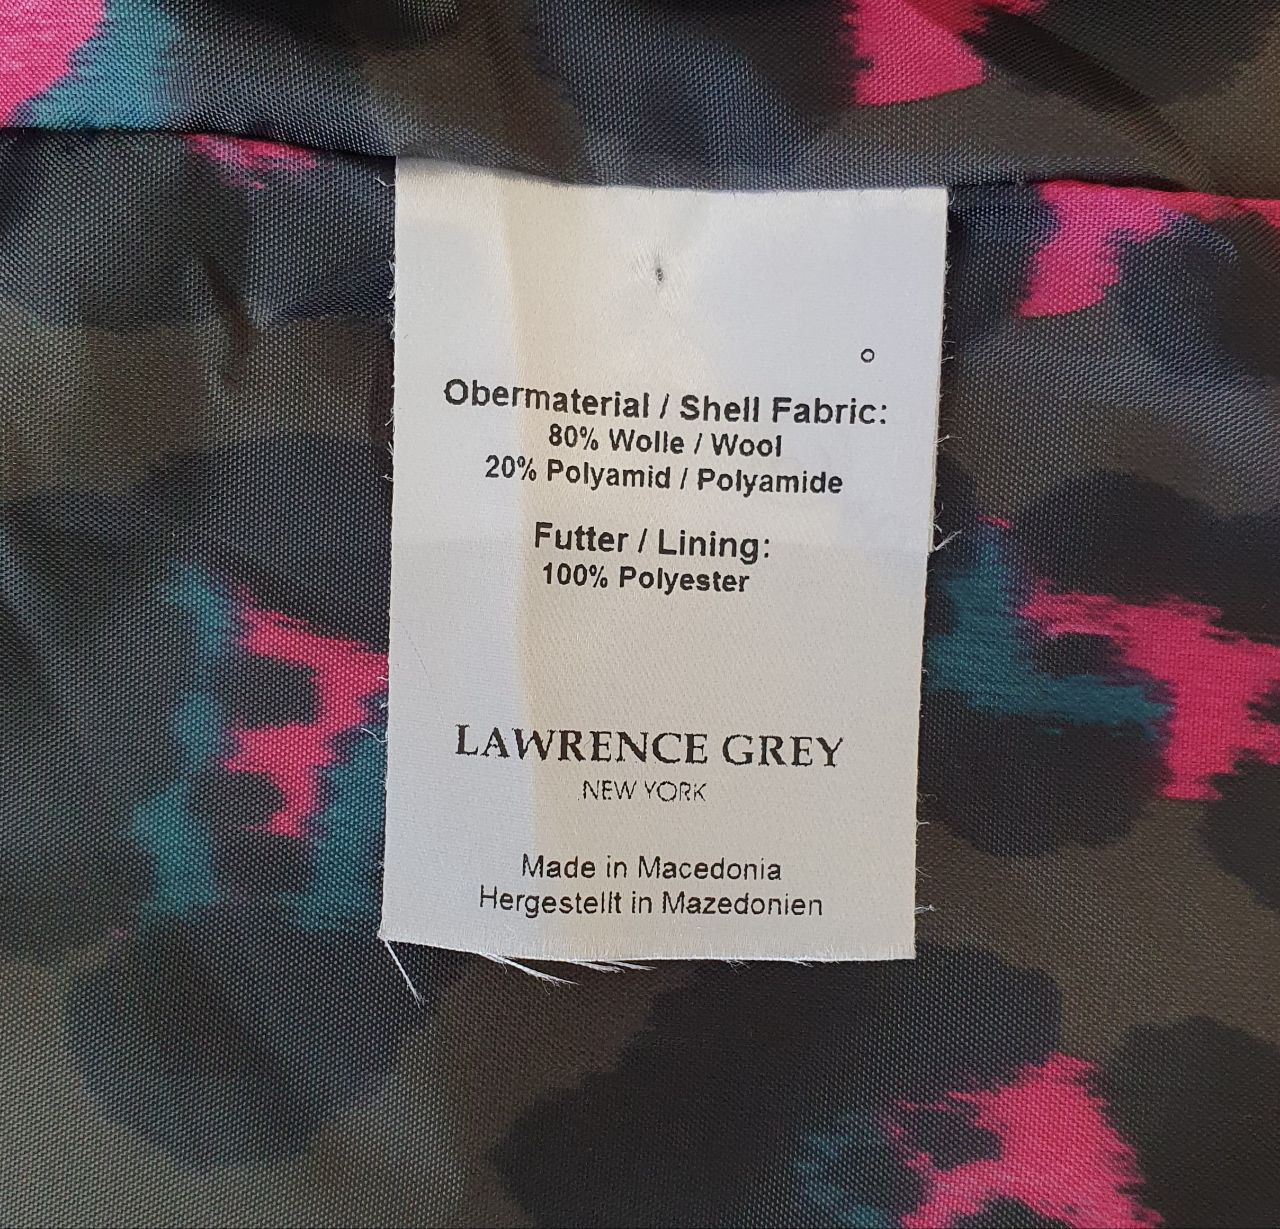 Obermaterial / Shell Fabric:
80% Wolle / Wool
20% Polyamid / Polyamide
Futter / Lining:
100% Polyester
LAWRENCE GREY
NEW YORK
Made in Macedonia
Hergestellt in Mazedonien